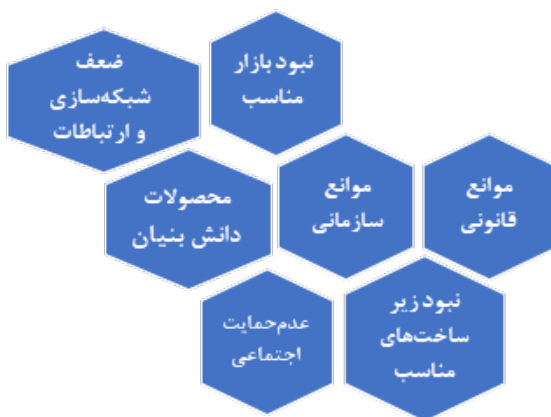 ضعف
شبکه‌سازی
و ارتباطات
نبود بازار
مناسب
محصولات
دانش بنیان
موانع
سازمانی
موانع
قانونی
عدم‌حمایت
اجتماعی
نبود زیر
ساخت‌های
مناسب